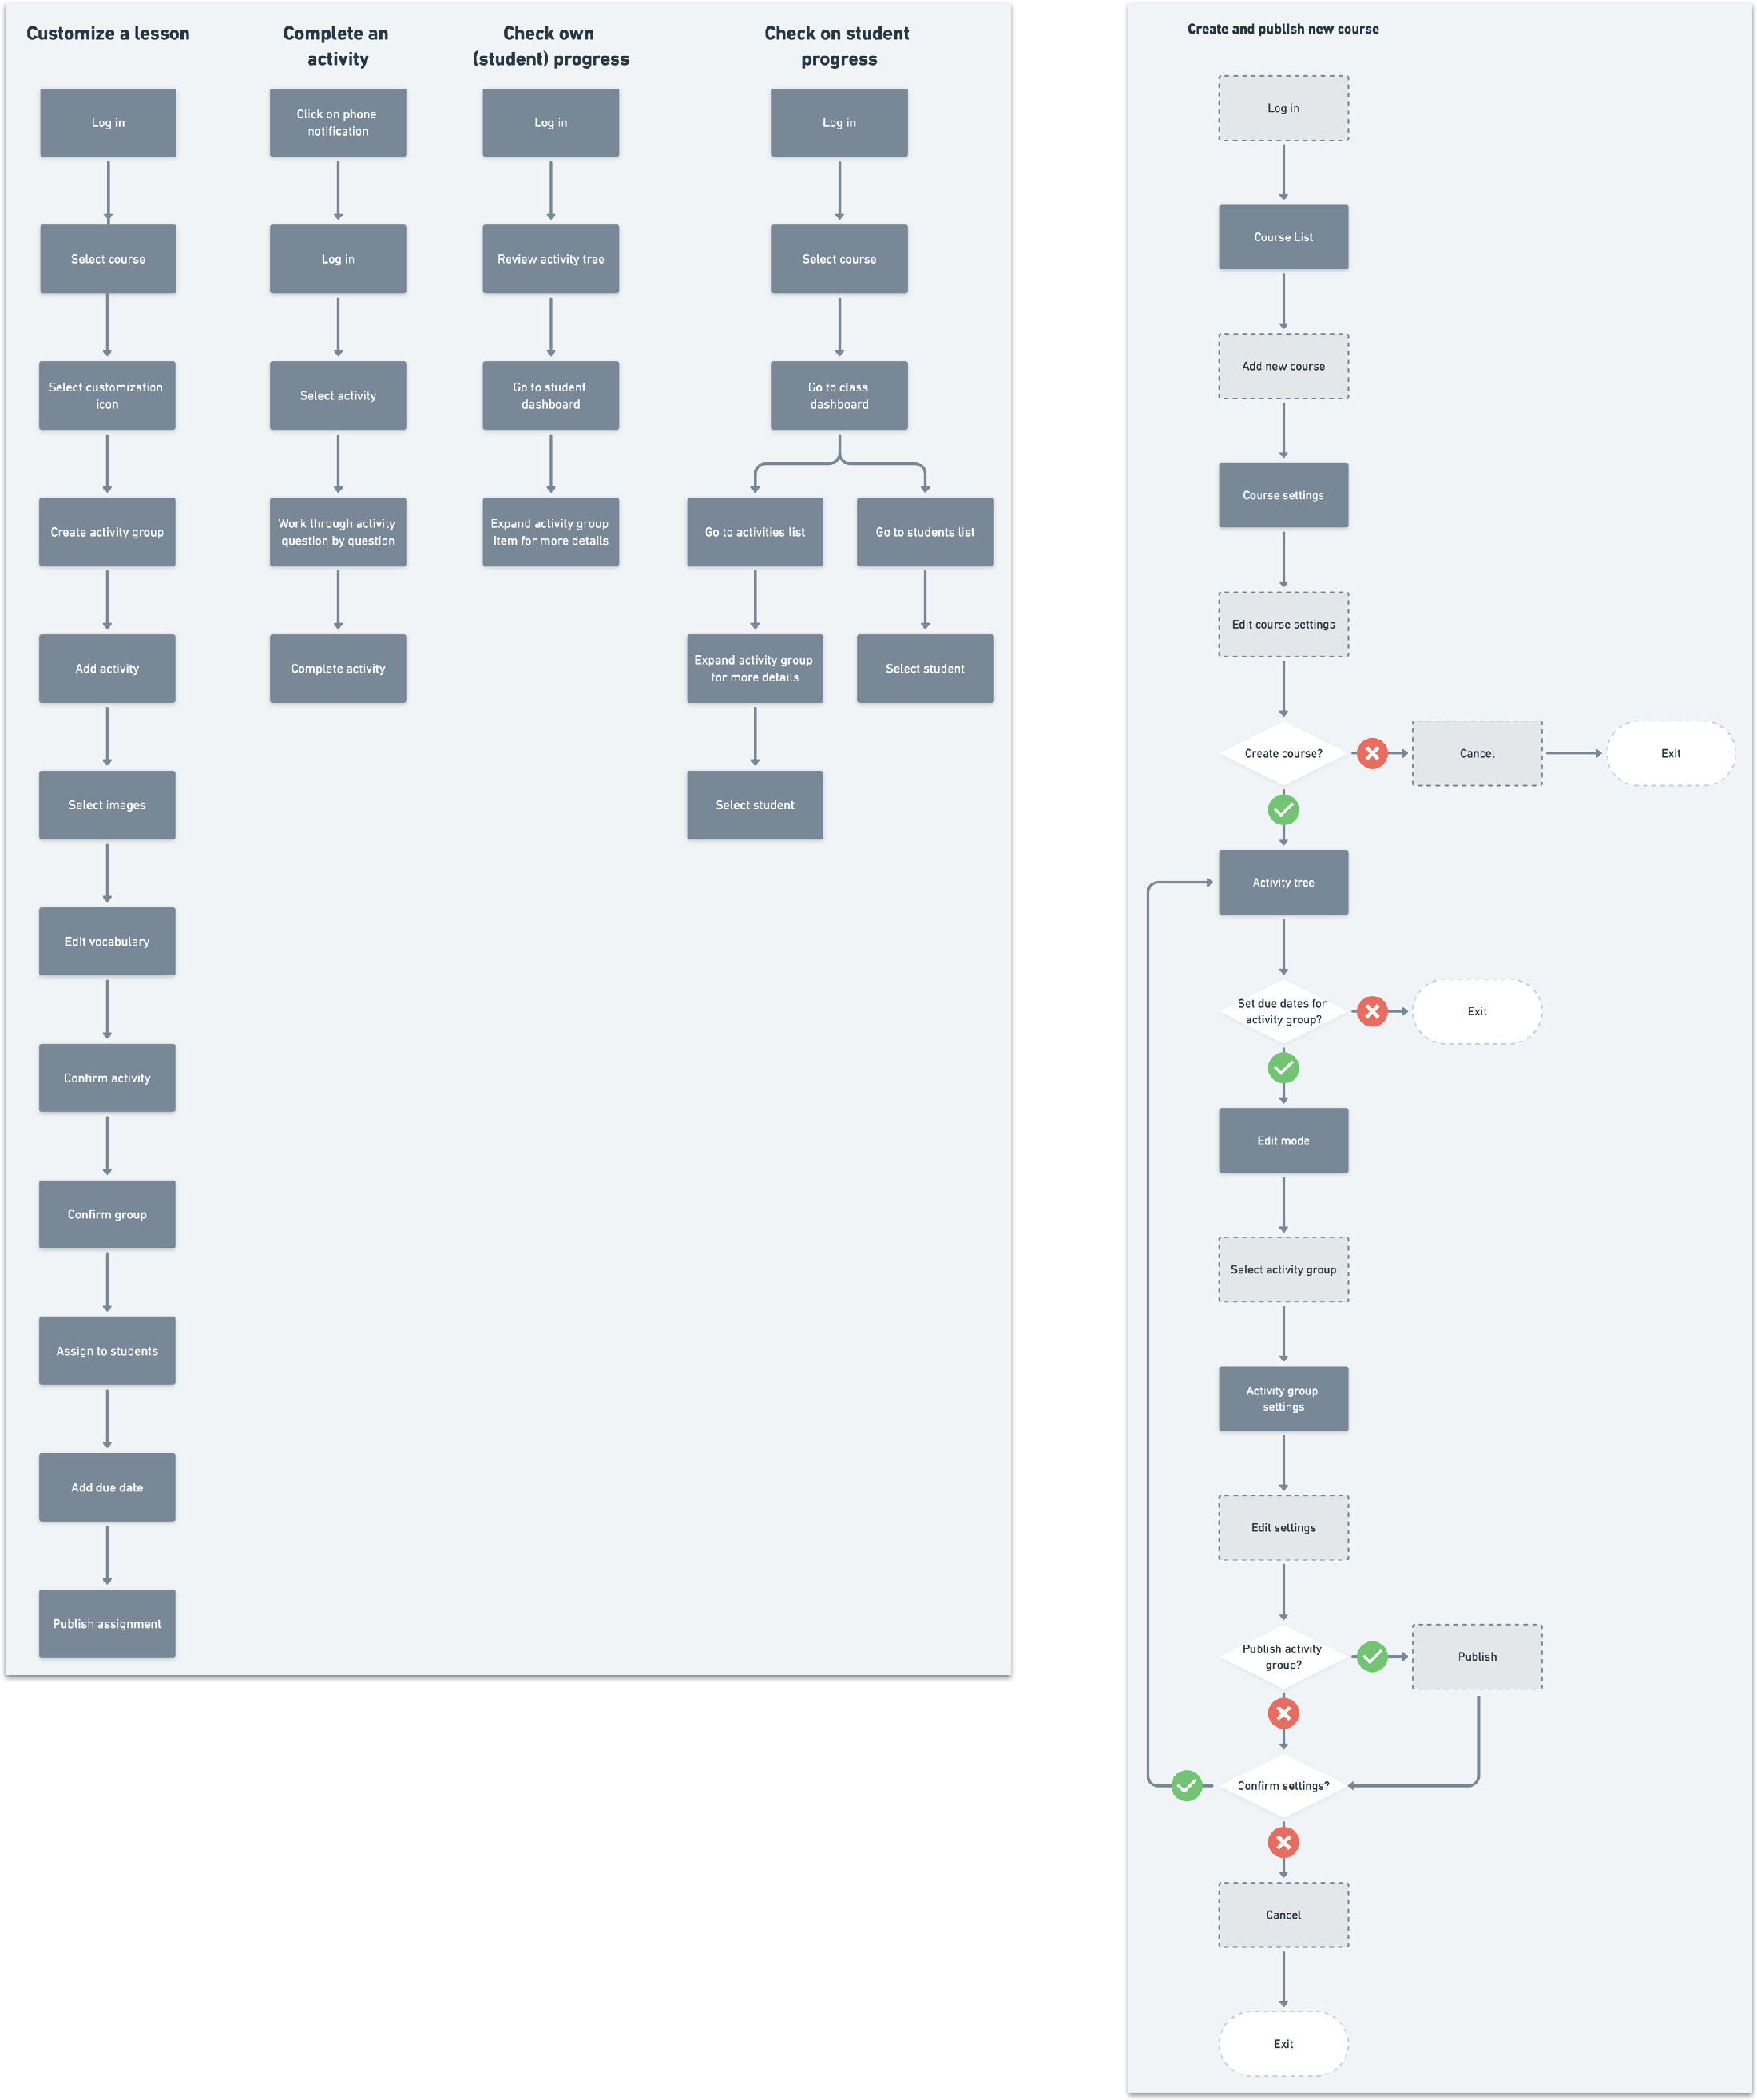 Customize a lesson
Log in
Select course
Select customization
icon
Create activity group
Add activity
Select images
Edit vocabulary
Confirm activity
Confirm group
Assign to students
Add due date
Publish assignment
Complete an
activity
Click on phone
notification
Log in
Select activity
Work through activity
question by question
Complete activity
Check own
(student) progress
Log in
Review activity tree
Go to student
dashboard
Expand activity group
item for more details
Check on student
progress
Log in
Select course
Go to class
dashboard
Go to activities list
Expand activity group
for more details
Select student
Go to students list
Select student
Create and publish new course
Log in
Course List
Add new course
Course settings
Edit course settings
Create course?
Cancel
Exit
Activity tree
Set due dates for
activity group?
Exit
Edit mode
Select activity group
Activity group
settings
Edit settings
Publish activity
group?
Publish
Confirm settings?
Cancel
Exit